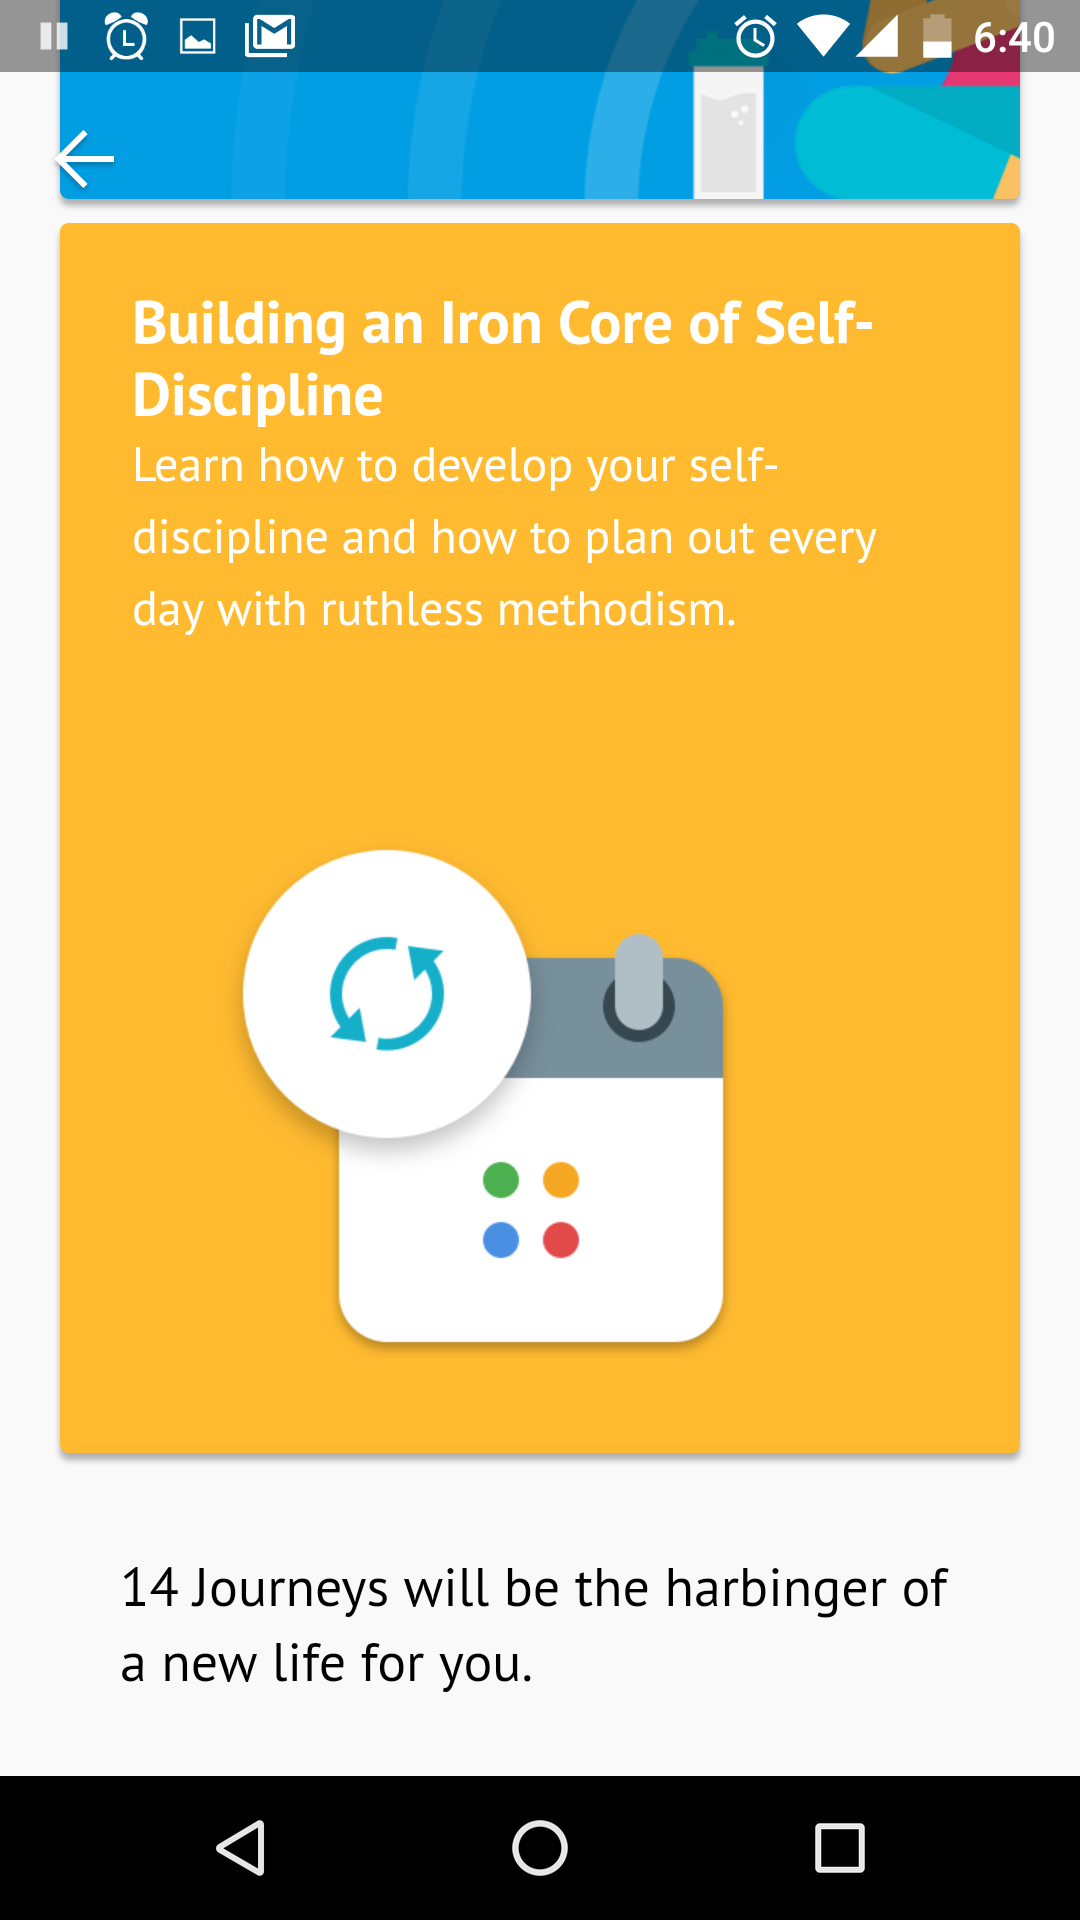 6:40
Building an Iron Core of Self-
Discipline
Learn how to develop your self-
discipline and how to plan out every
day with ruthless methodism.
14 Journeys will be the harbinger of
a new life for you.